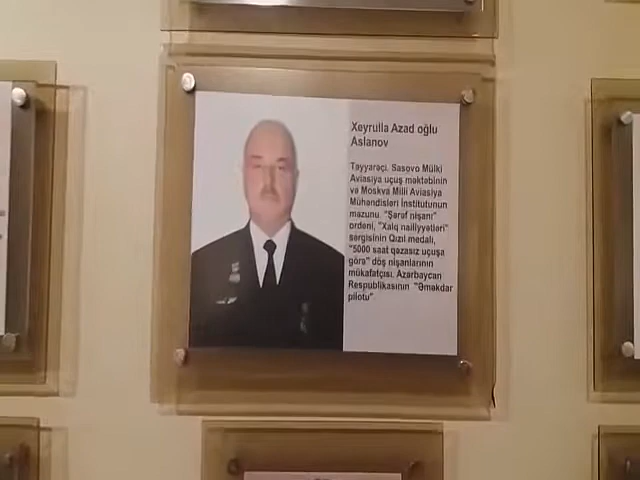 Xeyrulla Azad oğlu
Aslanov
Təyyarəçi. Sasovo Mülki
Aviasiya uçuş məktəbinin
və Moskva Milli Aviasiya
Mühəndisləri İnstitutunun
məzunu. "Şərəf nişanı"
ordeni, "Xalq nailiyyətləri"
sərgisinin Qızıl medalı,
"5000 saat qəzasız uçuşa
görə" döş nişanlarının
mükafatçısı. Azərbaycan
Respublikasının "Əməkdar
pilotu".